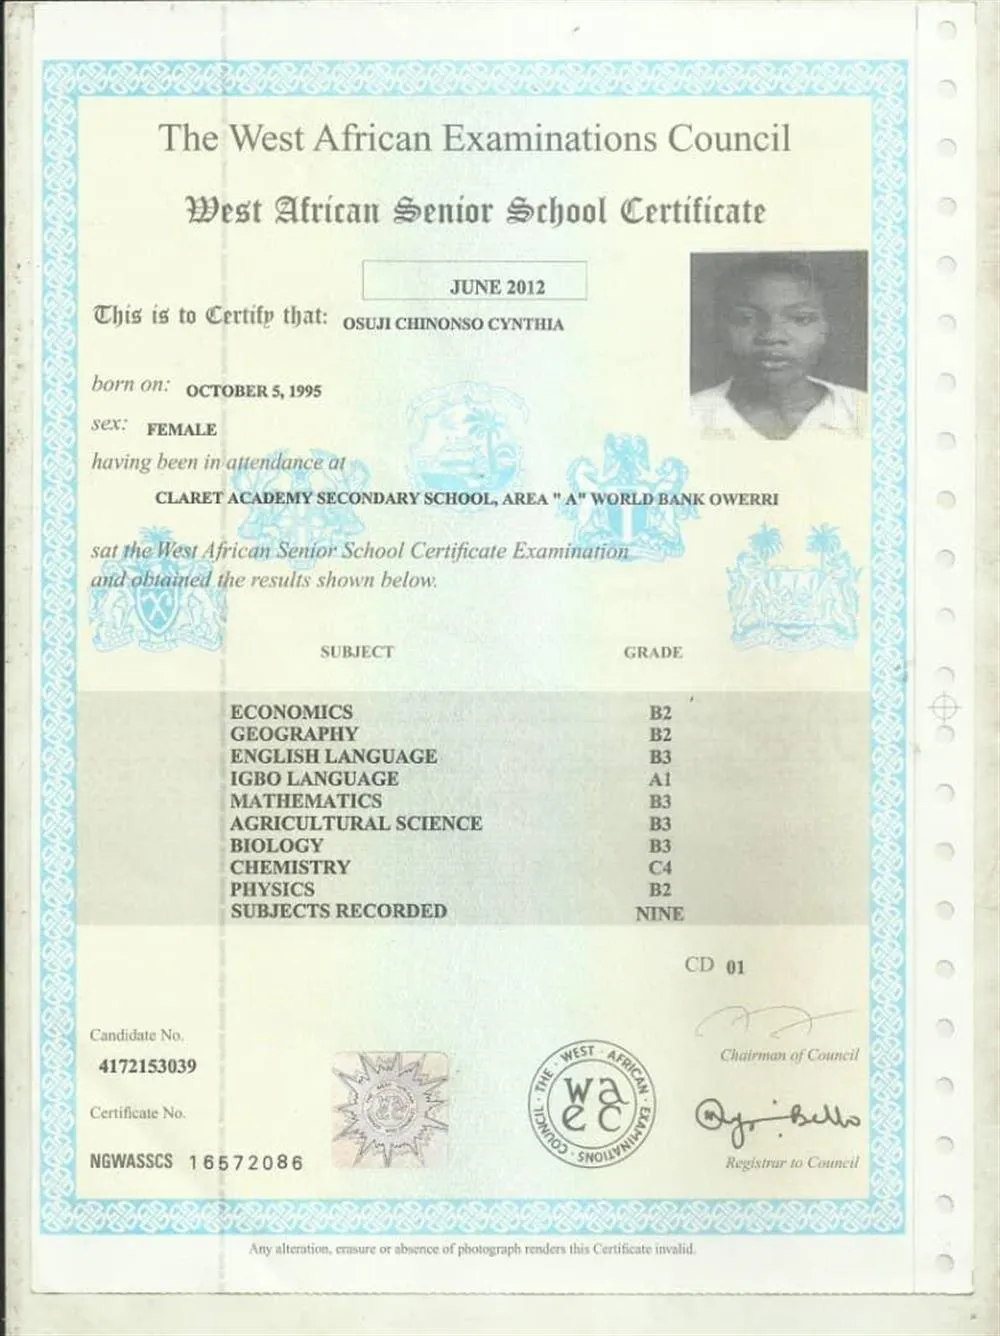 The West African Examinations Council
West African Senior School Certificate
JUNE 2012
This is to Certify that: OSUJI CHINONSO CYNTHIA
born on: OCTOBER 5, 1995
sex: FEMALE
having been in attendance at
CLARET ACADEMY SECONDARY SCHOOL, AREA " A" WORLD BANK OWERRI
sat the West African Senior School Certificate Examination
and obtained the results shown below.
SUBJECT GRADE
ECONOMICS B2
GEOGRAPHY B2
ENGLISH LANGUAGE B3
IGBO LANGUAGE A1
MATHEMATICS B3
AGRICULTURAL SCIENCE B3
BIOLOGY B3
CHEMISTRY C4
PHYSICS B2
SUBJECTS RECORDED NINE
CD 01
Candidate No.
4172153039
Chairman of Council
Certificate No.
NGWASSCS 16572086
THE · WEST · AFRICAN · EXAMINATIONS · COUNCIL ·
wa
ec
Bello
Registrar to Council
Any alteration, erasure or absence of photograph renders this Certificate invalid.